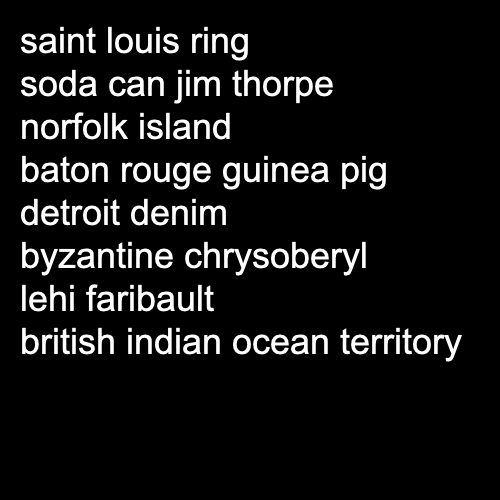 saint louis ring
soda can jim thorpe
norfolk island
baton rouge guinea pig
detroit denim
byzantine chrysoberyl
lehi faribault
british indian ocean territory